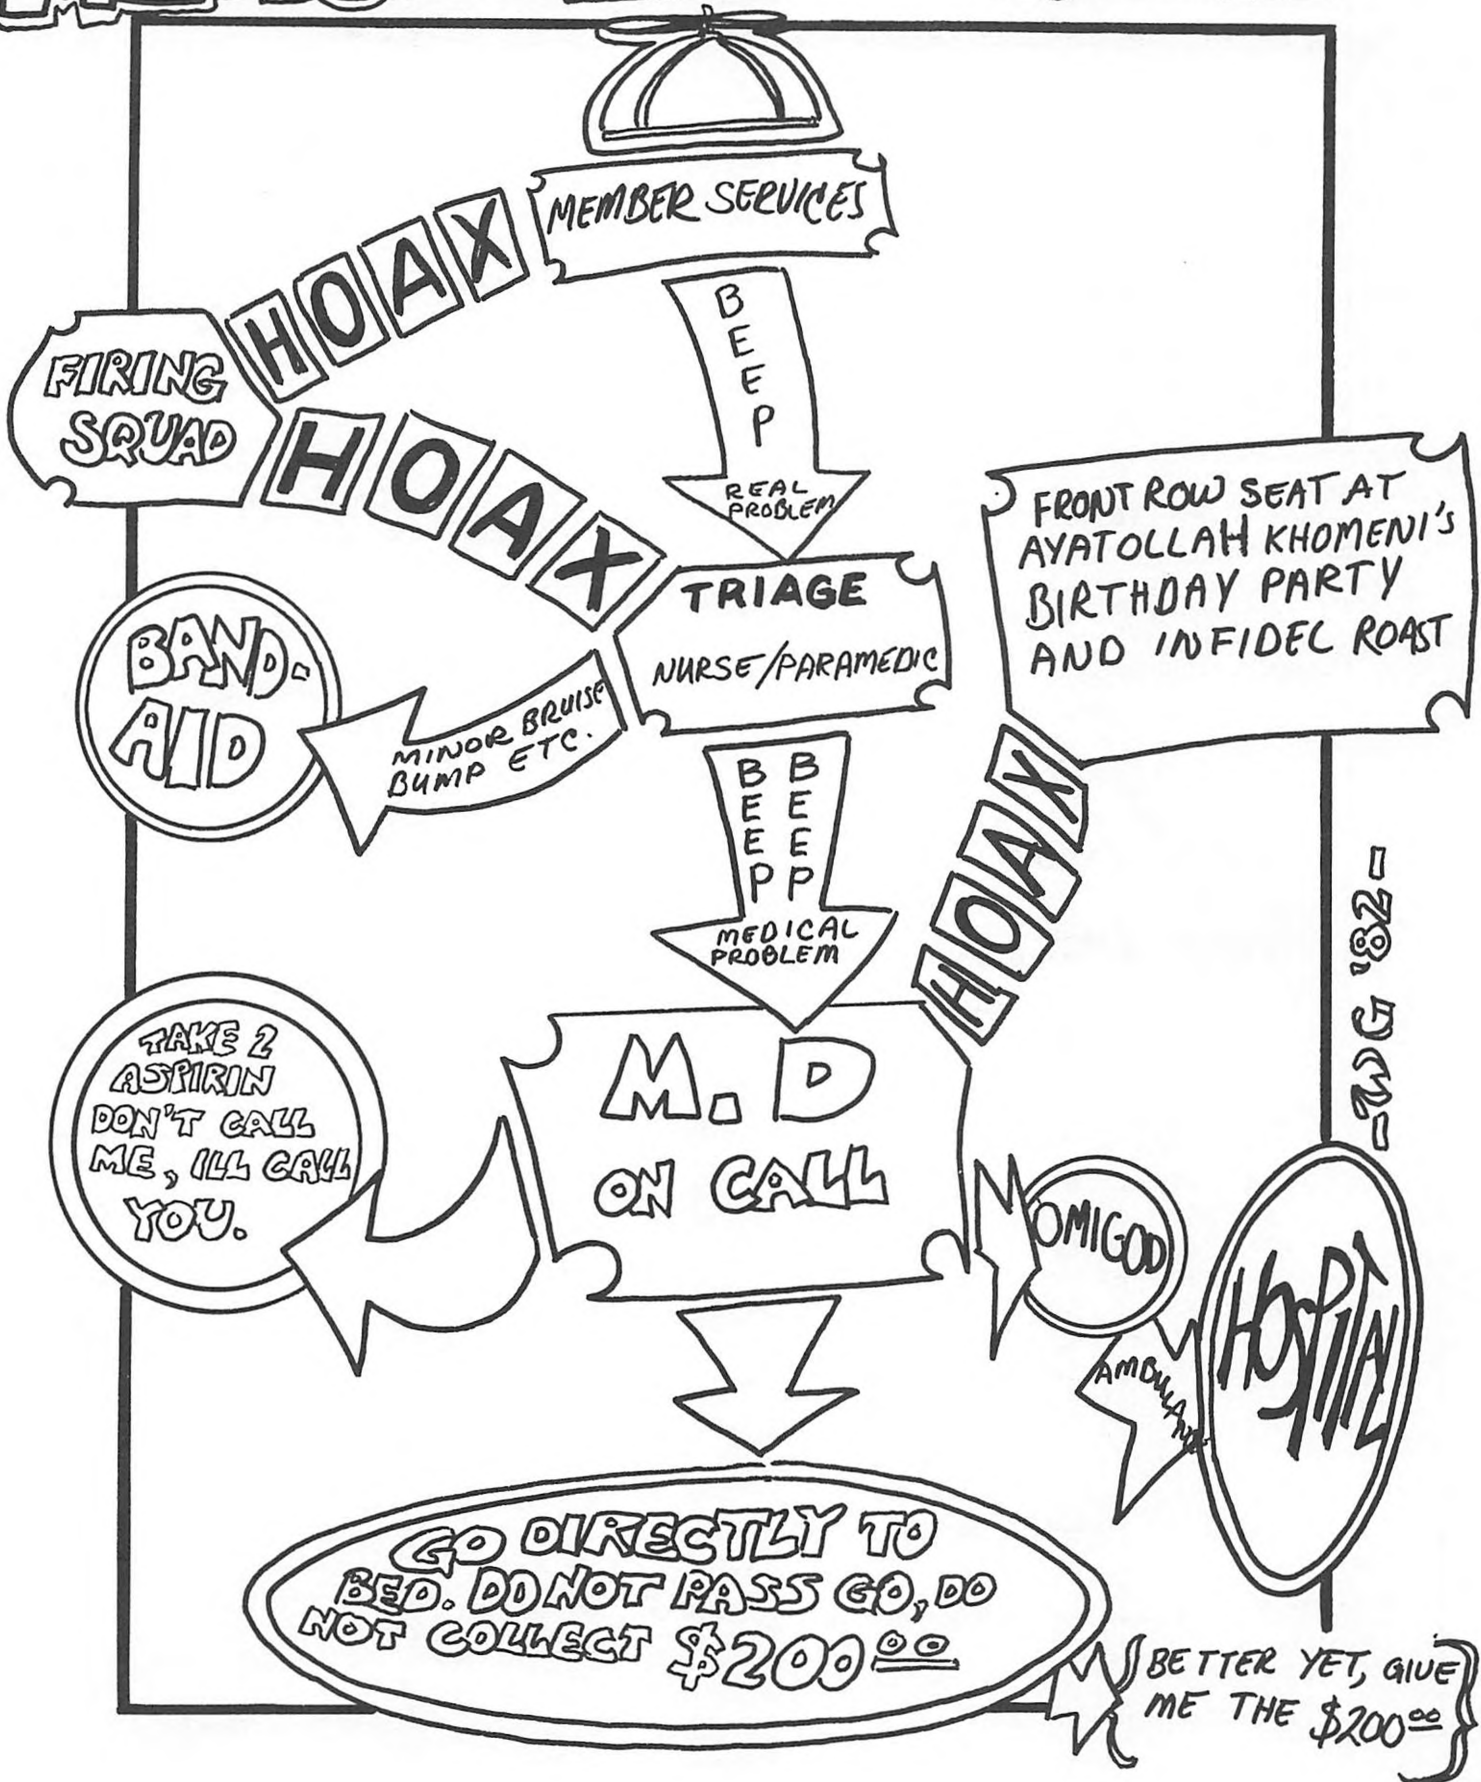 MEMBER SERVICES
HOAX
FIRING
SQUAD
HOAX
BEEP
REAL
PROBLEM
FRONT ROW SEAT AT
AYATOLLAH KHOMENI'S
BIRTHDAY PARTY
AND INFIDEL ROAST
TRIAGE
NURSE/PARAMEDIC
BAND-
AID
MINOR BRUISE
BUMP ETC.
BEEP BEEP
MEDICAL
PROBLEM
HOAX
-WG '82-
M.D
ON CALL
TAKE 2
ASPIRIN
DON'T CALL
ME, ILL CALL
YOU.
OMIGOD
AMBULANCE
HOSPITAL
GO DIRECTLY TO
BED. DO NOT PASS GO, DO
NOT COLLECT $200.00
{BETTER YET, GIVE
ME THE $200.00}